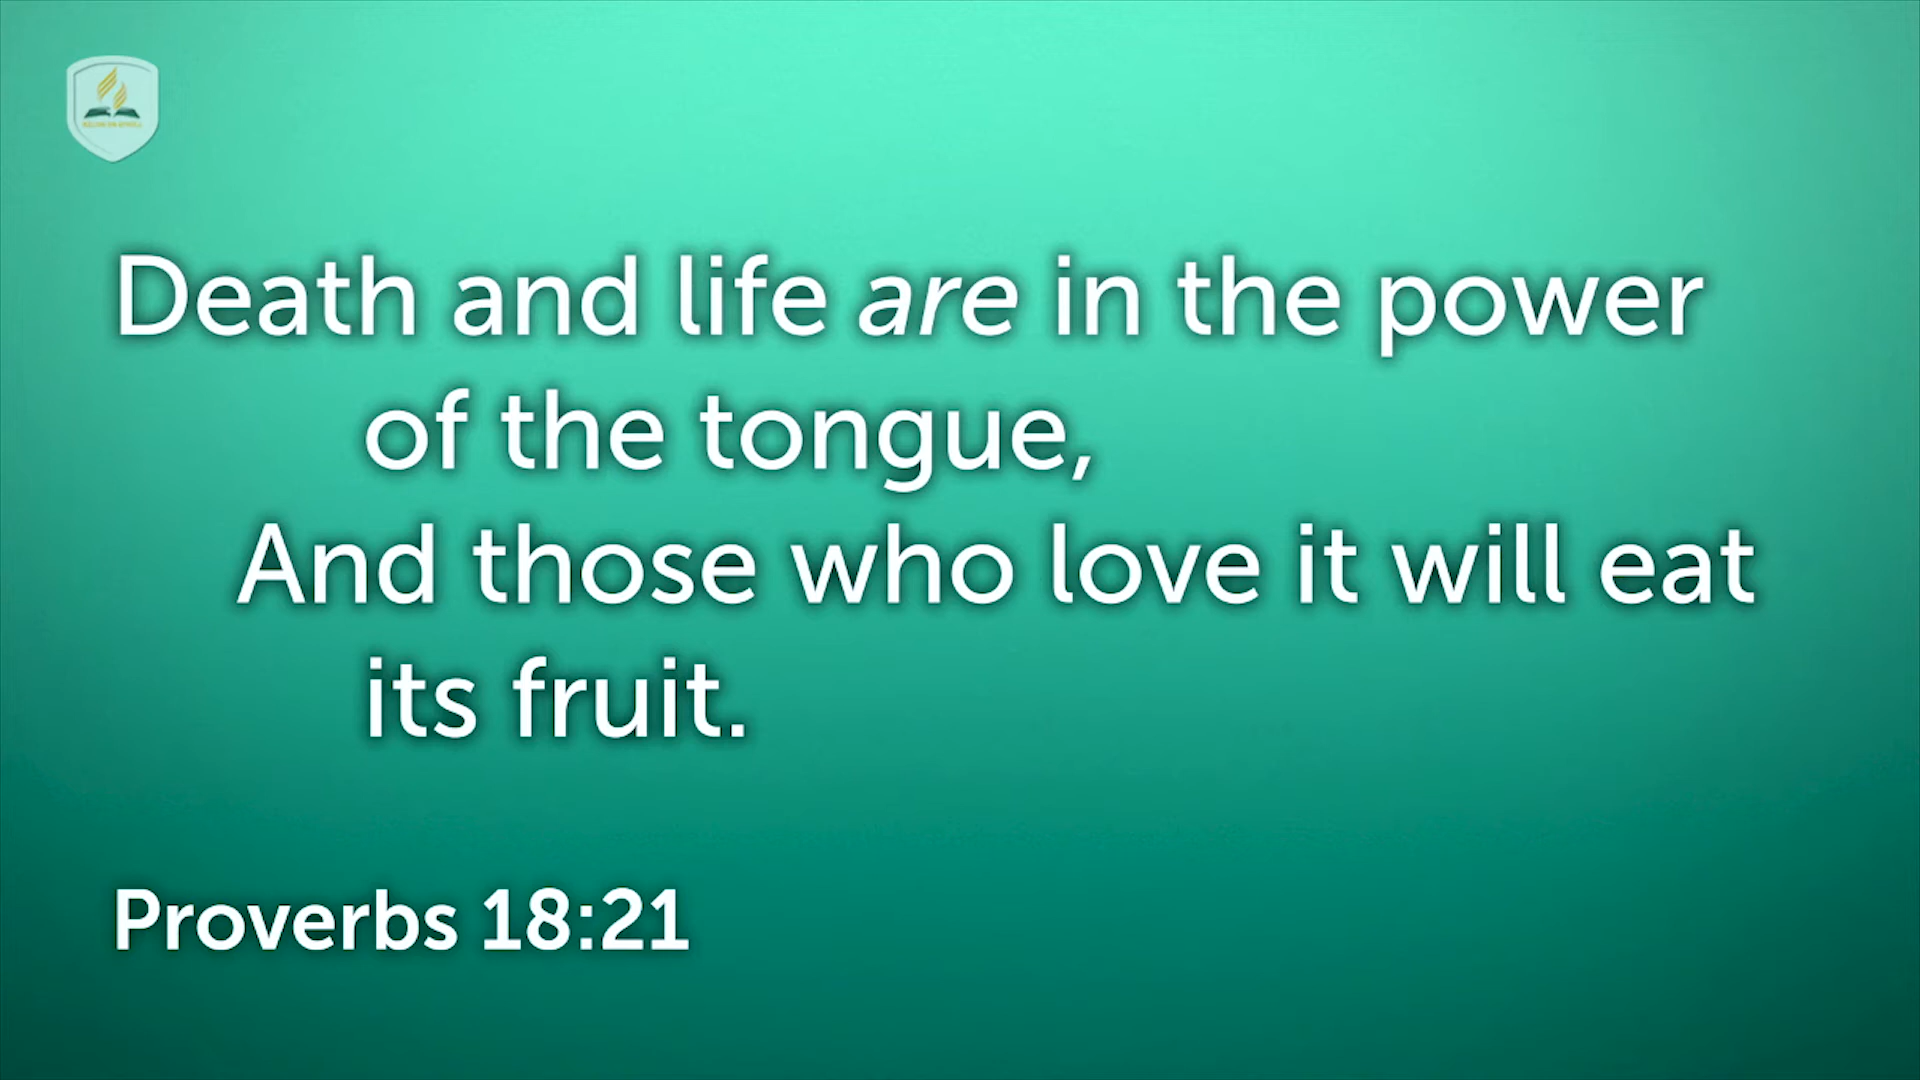 Death and life are in the power
of the tongue,
And those who love it will eat
its fruit.
Proverbs 18:21